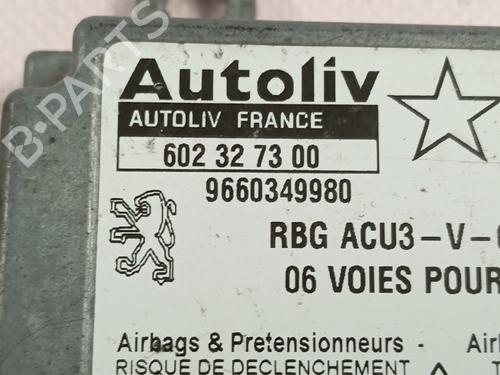 Autoliv
AUTOLIV FRANCE
602 32 73 00
9660349980
RBG ACU3-V-
06 VOIES POUR
Airbags & Pretensionneurs - Airb
RISQUE DE DECLENCHEMENT
B-PARTS